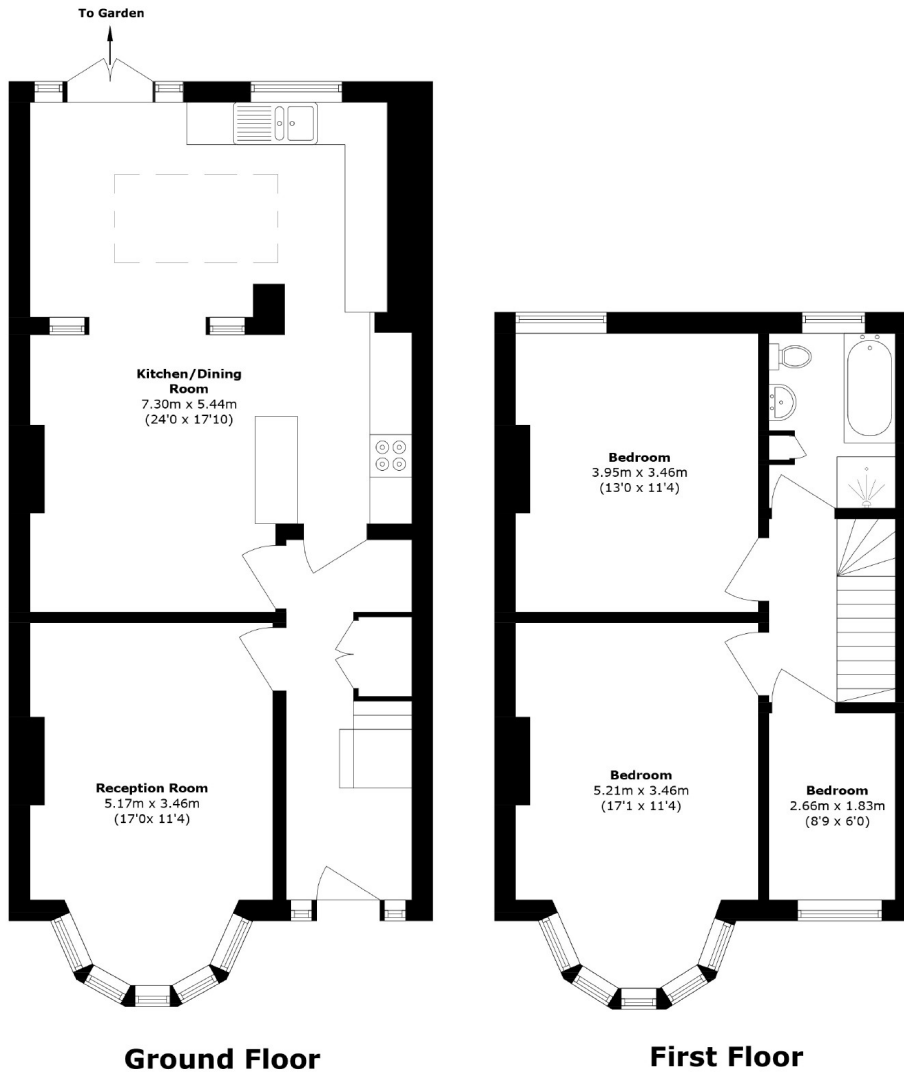 To Garden
Kitchen/Dining
Room
7.30m x 5.44m
(24'0 x 17'10)
Reception Room
5.17m x 3.46m
(17'0x 11'4)
Ground Floor
Bedroom
3.95m x 3.46m
(13'0 x 11'4)
Bedroom
5.21m x 3.46m
(17'1 x 11'4)
Bedroom
2.66m x 1.83m
(8'9 x 6'0)
First Floor